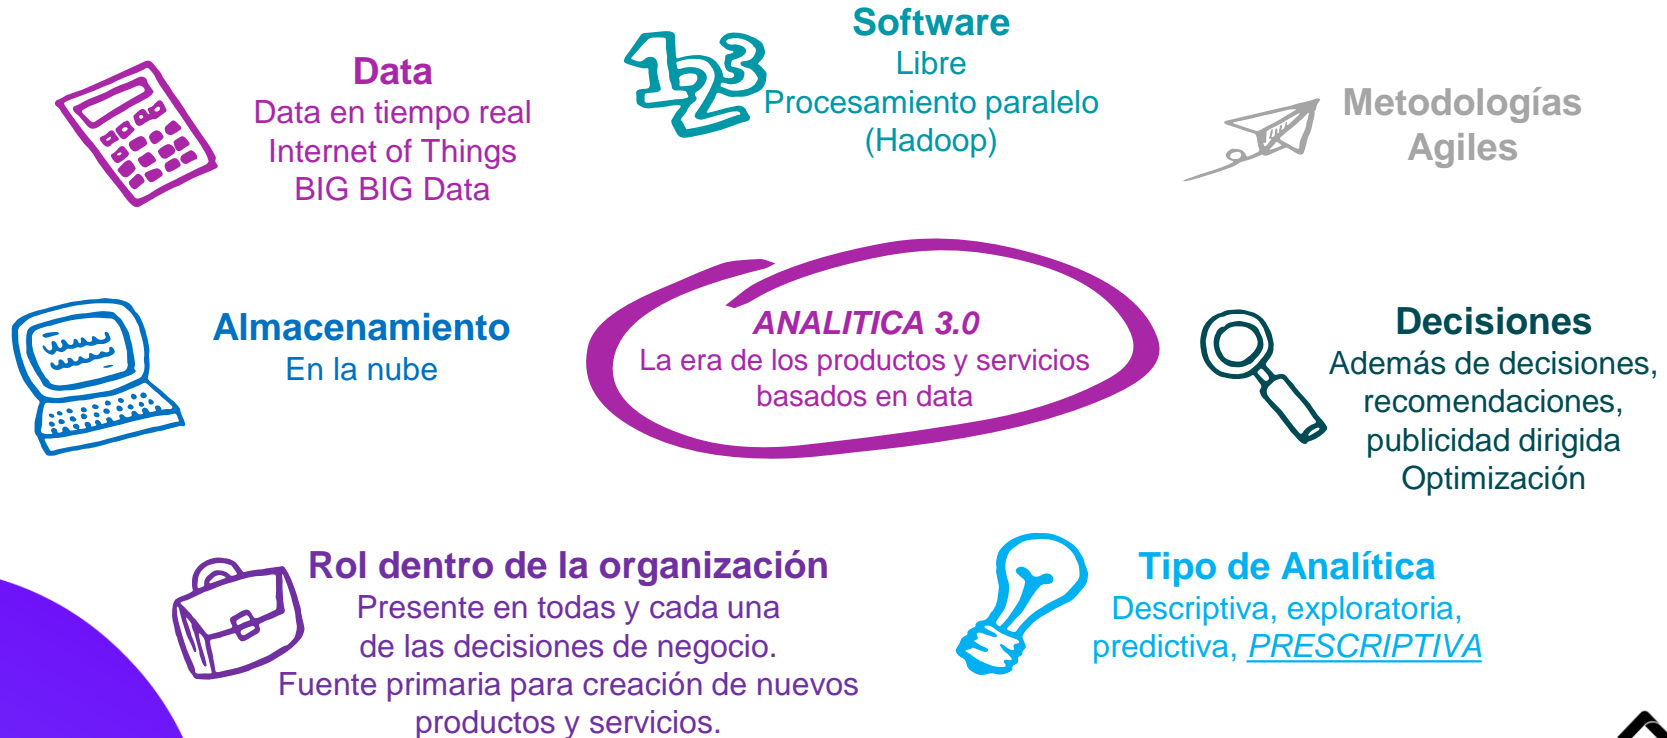 Data
Data en tiempo real
Internet of Things
BIG BIG Data
123
Software
Libre
Procesamiento paralelo
(Hadoop)
Metodologías
Agiles
Almacenamiento
En la nube
ANALITICA 3.0
La era de los productos y servicios
basados en data
Decisiones
Además de decisiones,
recomendaciones,
publicidad dirigida
Optimización
Rol dentro de la organización
Presente en todas y cada una
de las decisiones de negocio.
Fuente primaria para creación de nuevos
productos y servicios.
Tipo de Analítica
Descriptiva, exploratoria,
predictiva, PRESCRIPTIVA